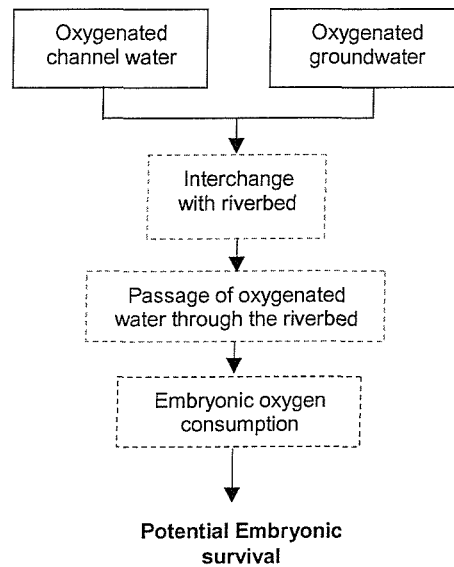 Oxygenated
channel water
Oxygenated
groundwater
Interchange
with riverbed
Passage of oxygenated
water through the riverbed
Embryonic oxygen
consumption
Potential Embryonic
survival